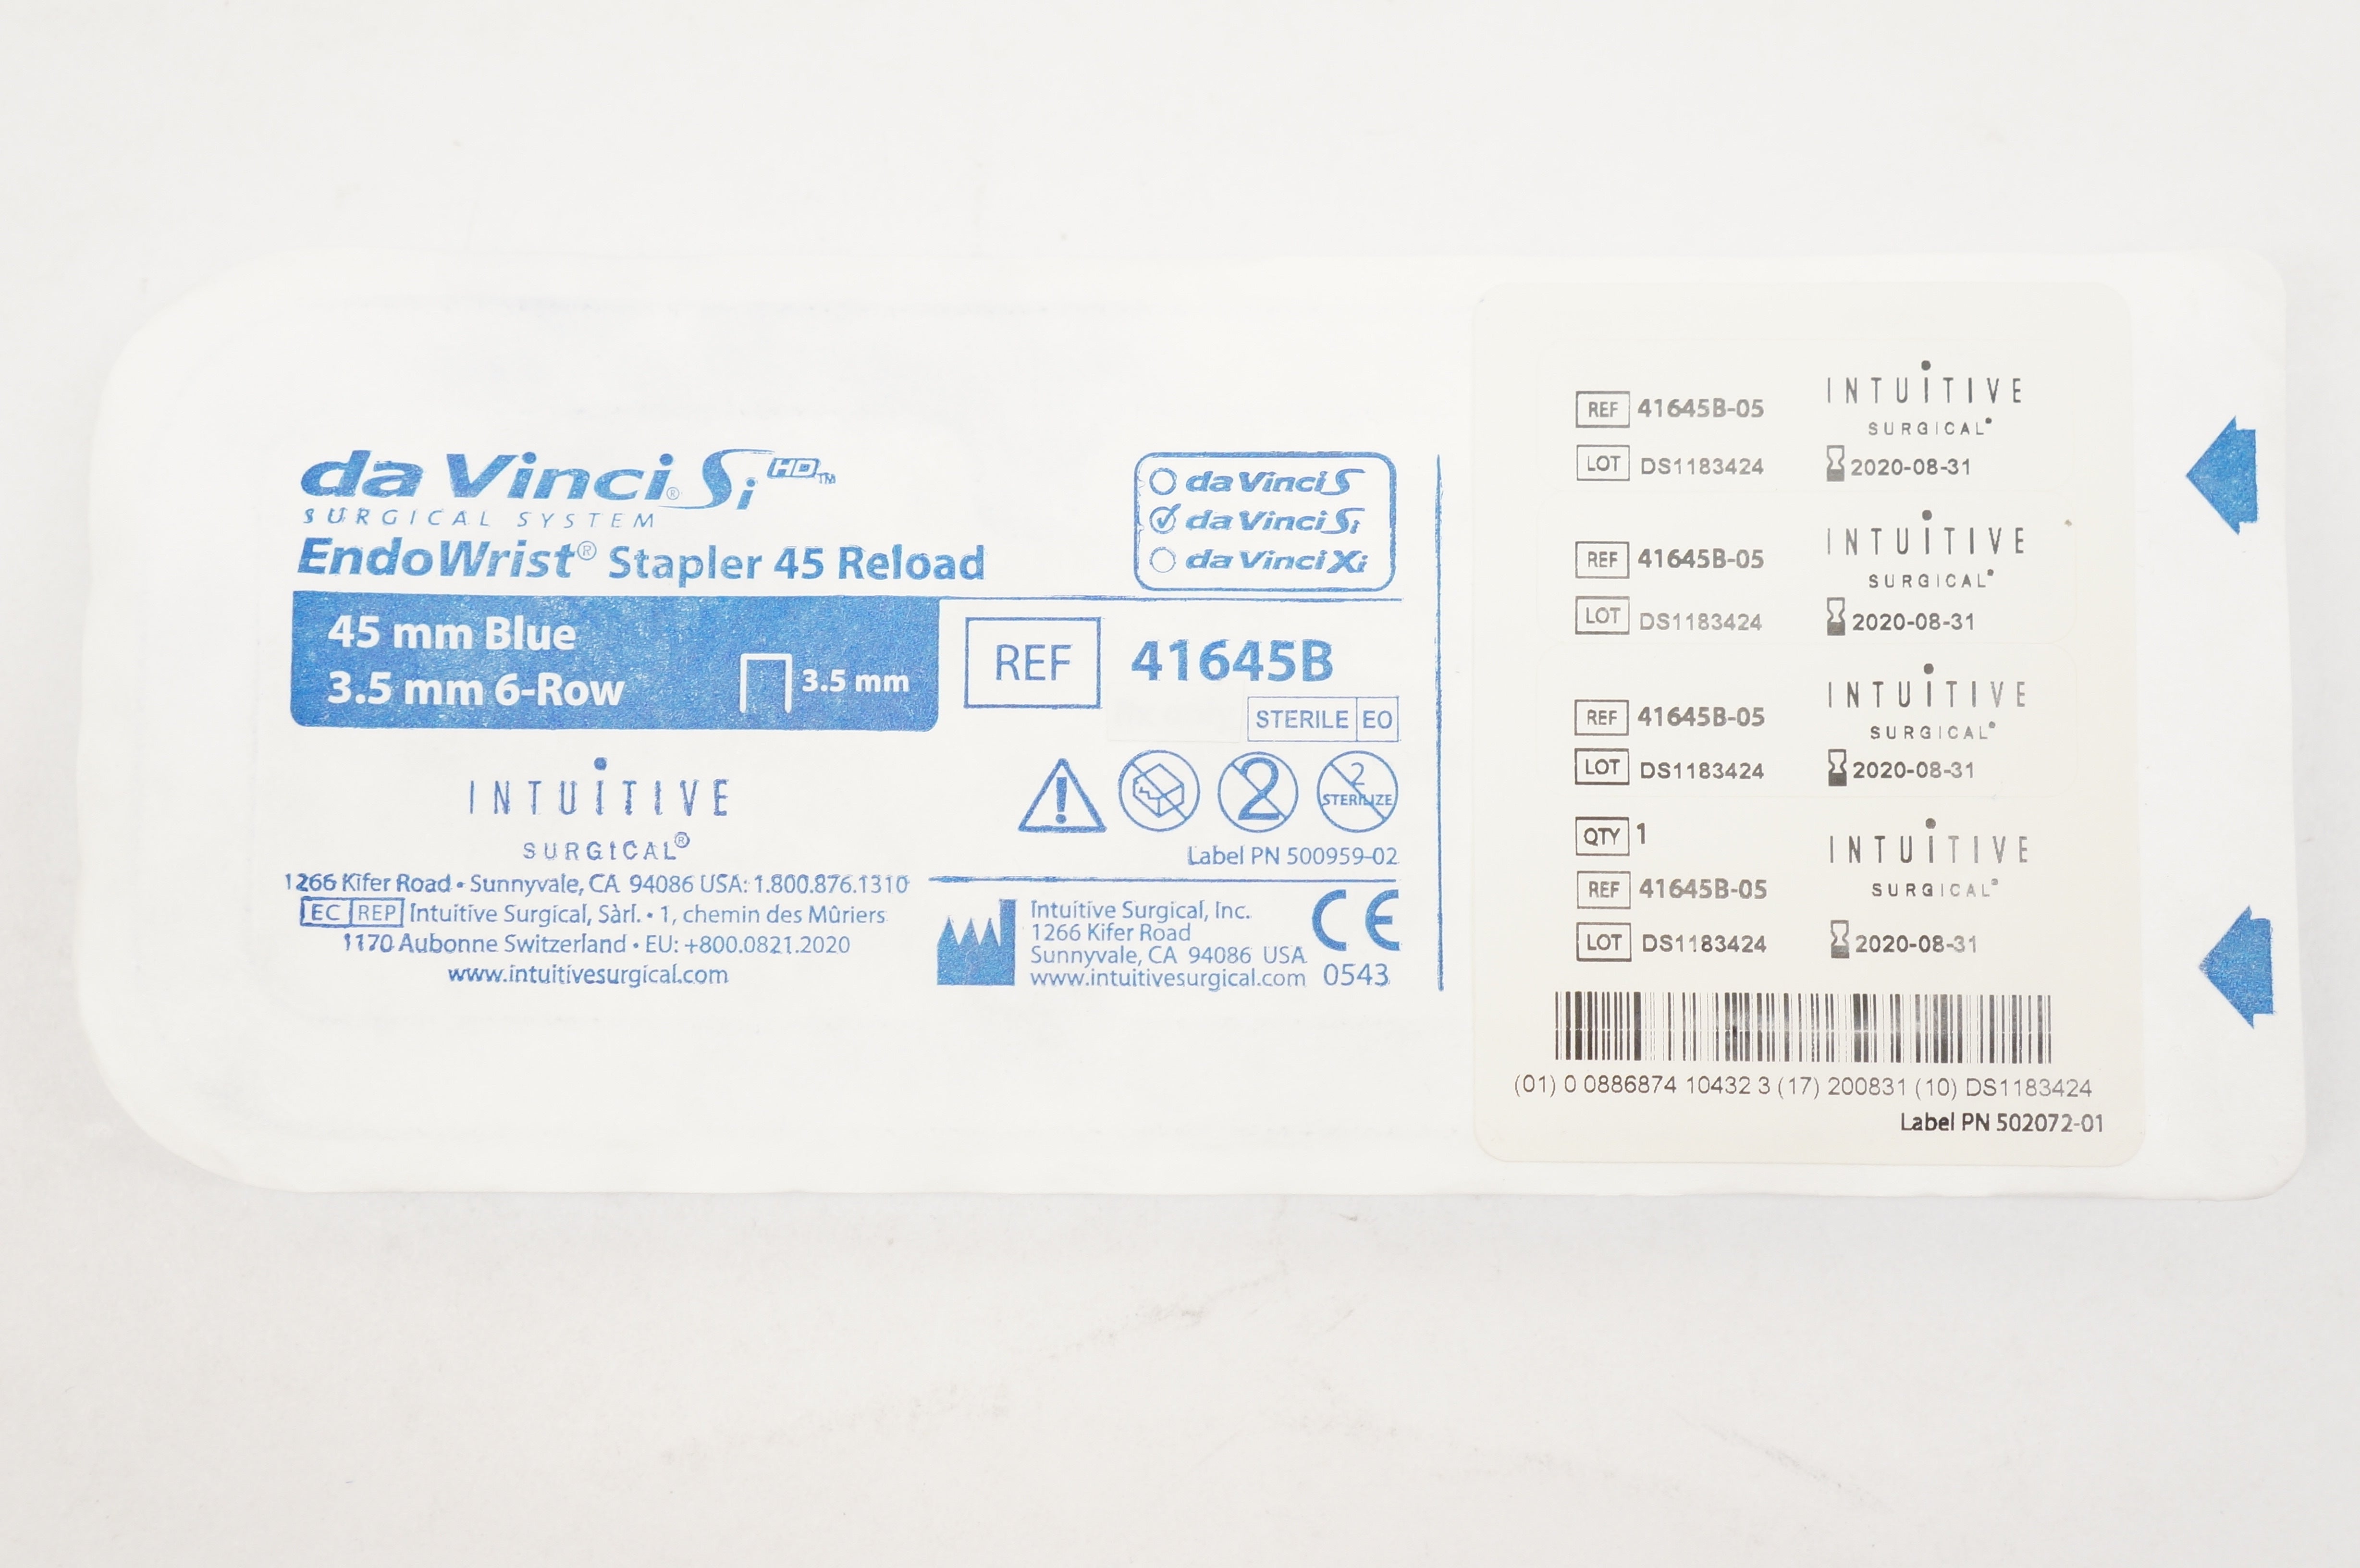 da Vinci® Si HD™
SURGICAL SYSTEM
EndoWrist® Stapler 45 Reload
45 mm Blue
3.5 mm 6-Row
3.5 mm
da Vinci S
da Vinci Si
da Vinci Xi
REF 41645B
STERILE EO
2
2
STERILIZE
Label PN 500959-02
INTUITIVE
SURGICAL®
1266 Kifer Road • Sunnyvale, CA 94086 USA: 1.800.876.1310
EC REP Intuitive Surgical, Sàrl. • 1, chemin des Mûriers
1170 Aubonne Switzerland • EU: +800.0821.2020
www.intuitivesurgical.com
Intuitive Surgical, Inc.
1266 Kifer Road
Sunnyvale, CA 94086 USA
www.intuitivesurgical.com
CE
0543
REF 41645B-05
INTUITIVE
SURGICAL®
LOT DS1183424
2020-08-31
REF 41645B-05
INTUITIVE
SURGICAL®
LOT DS1183424
2020-08-31
REF 41645B-05
INTUITIVE
SURGICAL®
LOT DS1183424
2020-08-31
QTY 1
INTUITIVE
SURGICAL®
REF 41645B-05
LOT DS1183424
2020-08-31
(01) 0 0886874 10432 3 (17) 200831 (10) DS1183424
Label PN 502072-01